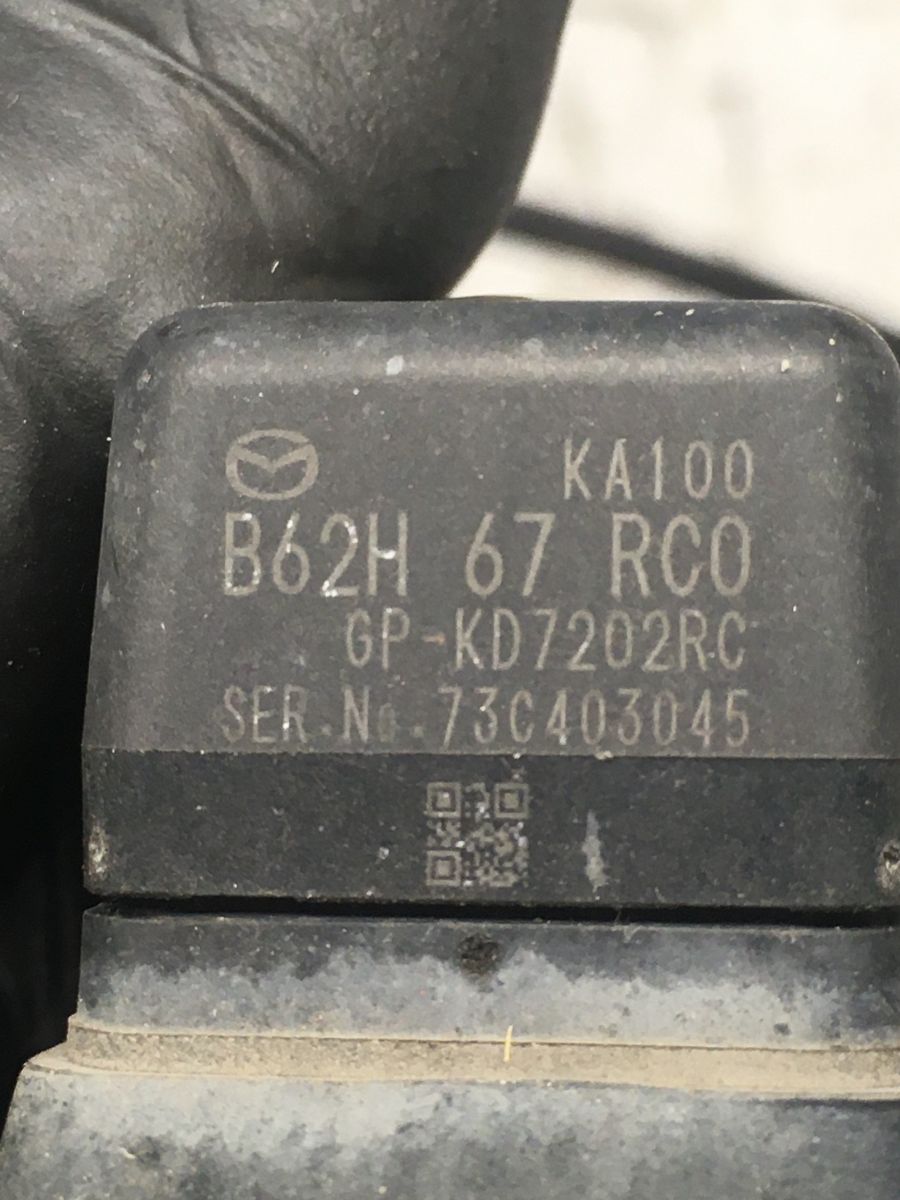 KA100
B62H 67 RC0
GP-KD7202RC
SER.No.73C403045